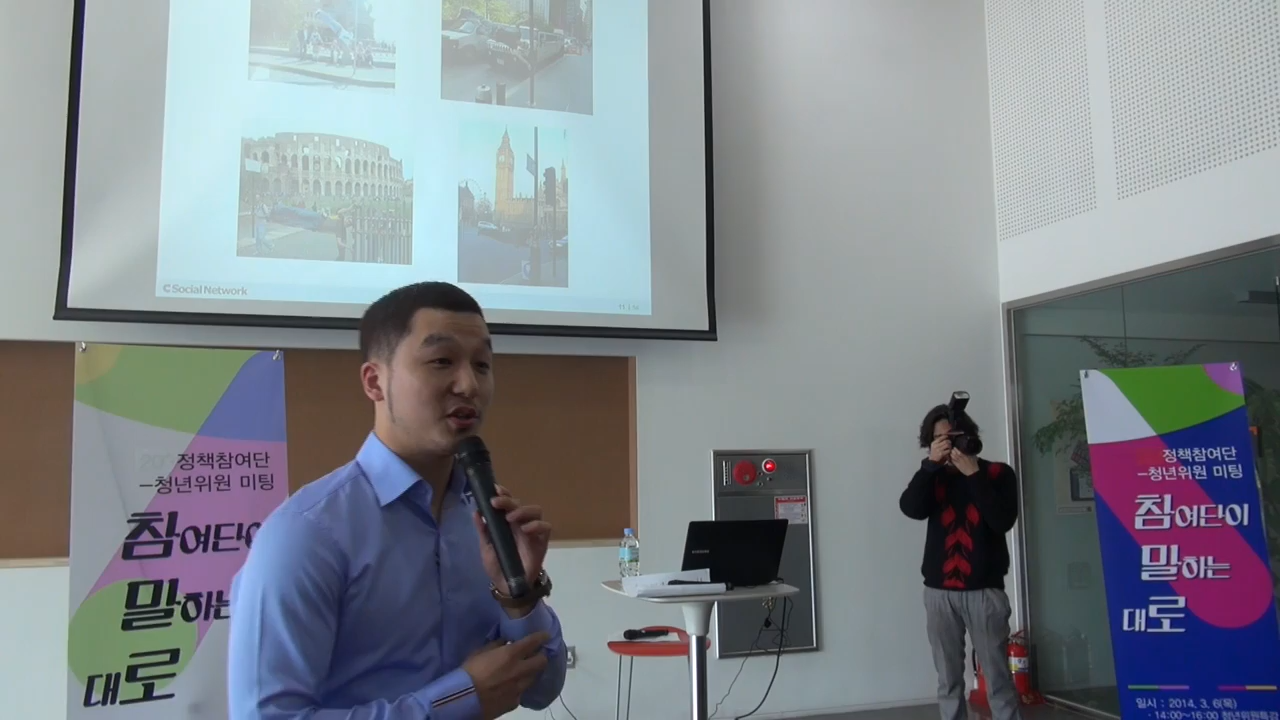 Social Network
정책참여단
-청년위원 미팅
참여단이
말하는
대로
정책참여단
-청년위원 미팅
참여단이
말하는
대로
일시 : 2014. 3. 6(목)
- 14:00~16:00